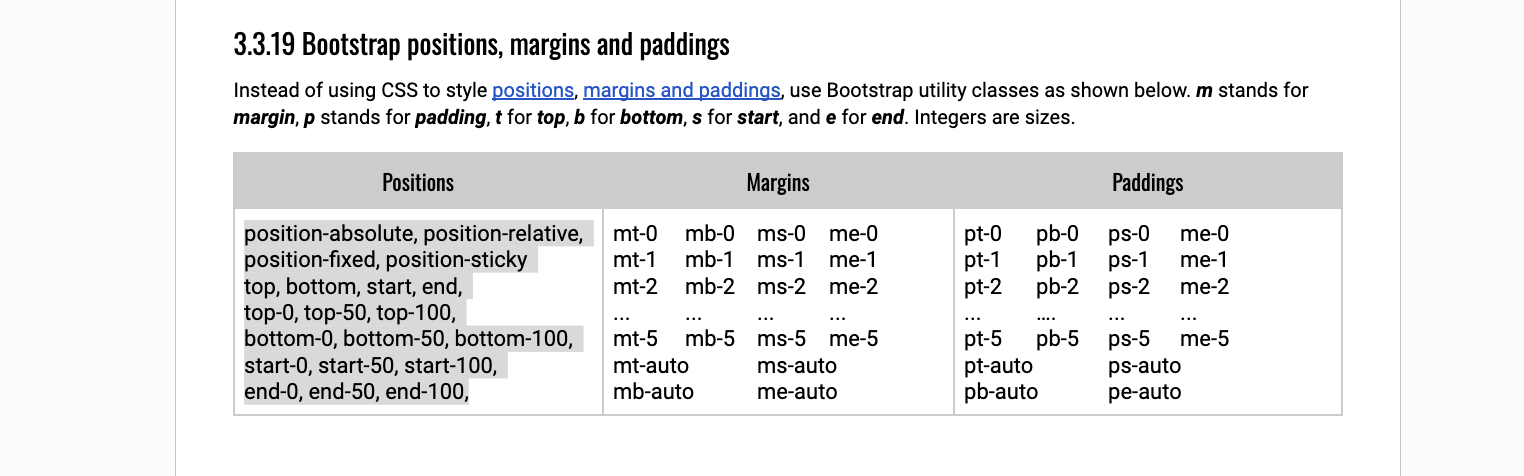 3.3.19 Bootstrap positions, margins and paddings
Instead of using CSS to style positions, margins and paddings, use Bootstrap utility classes as shown below. m stands for
margin, p stands for padding, t for top, b for bottom, s for start, and e for end. Integers are sizes.
Positions Margins Paddings
position-absolute, position-relative,
position-fixed, position-sticky
top, bottom, start, end,
top-0, top-50, top-100,
bottom-0, bottom-50, bottom-100,
start-0, start-50, start-100,
end-0, end-50, end-100,
mt-0 mb-0 ms-0 me-0
mt-1 mb-1 ms-1 me-1
mt-2 mb-2 ms-2 me-2
... ... ... ...
mt-5 mb-5 ms-5 me-5
mt-auto ms-auto
mb-auto me-auto
pt-0 pb-0 ps-0 me-0
pt-1 pb-1 ps-1 me-1
pt-2 pb-2 ps-2 me-2
... .... ... ...
pt-5 pb-5 ps-5 me-5
pt-auto ps-auto
pb-auto pe-auto